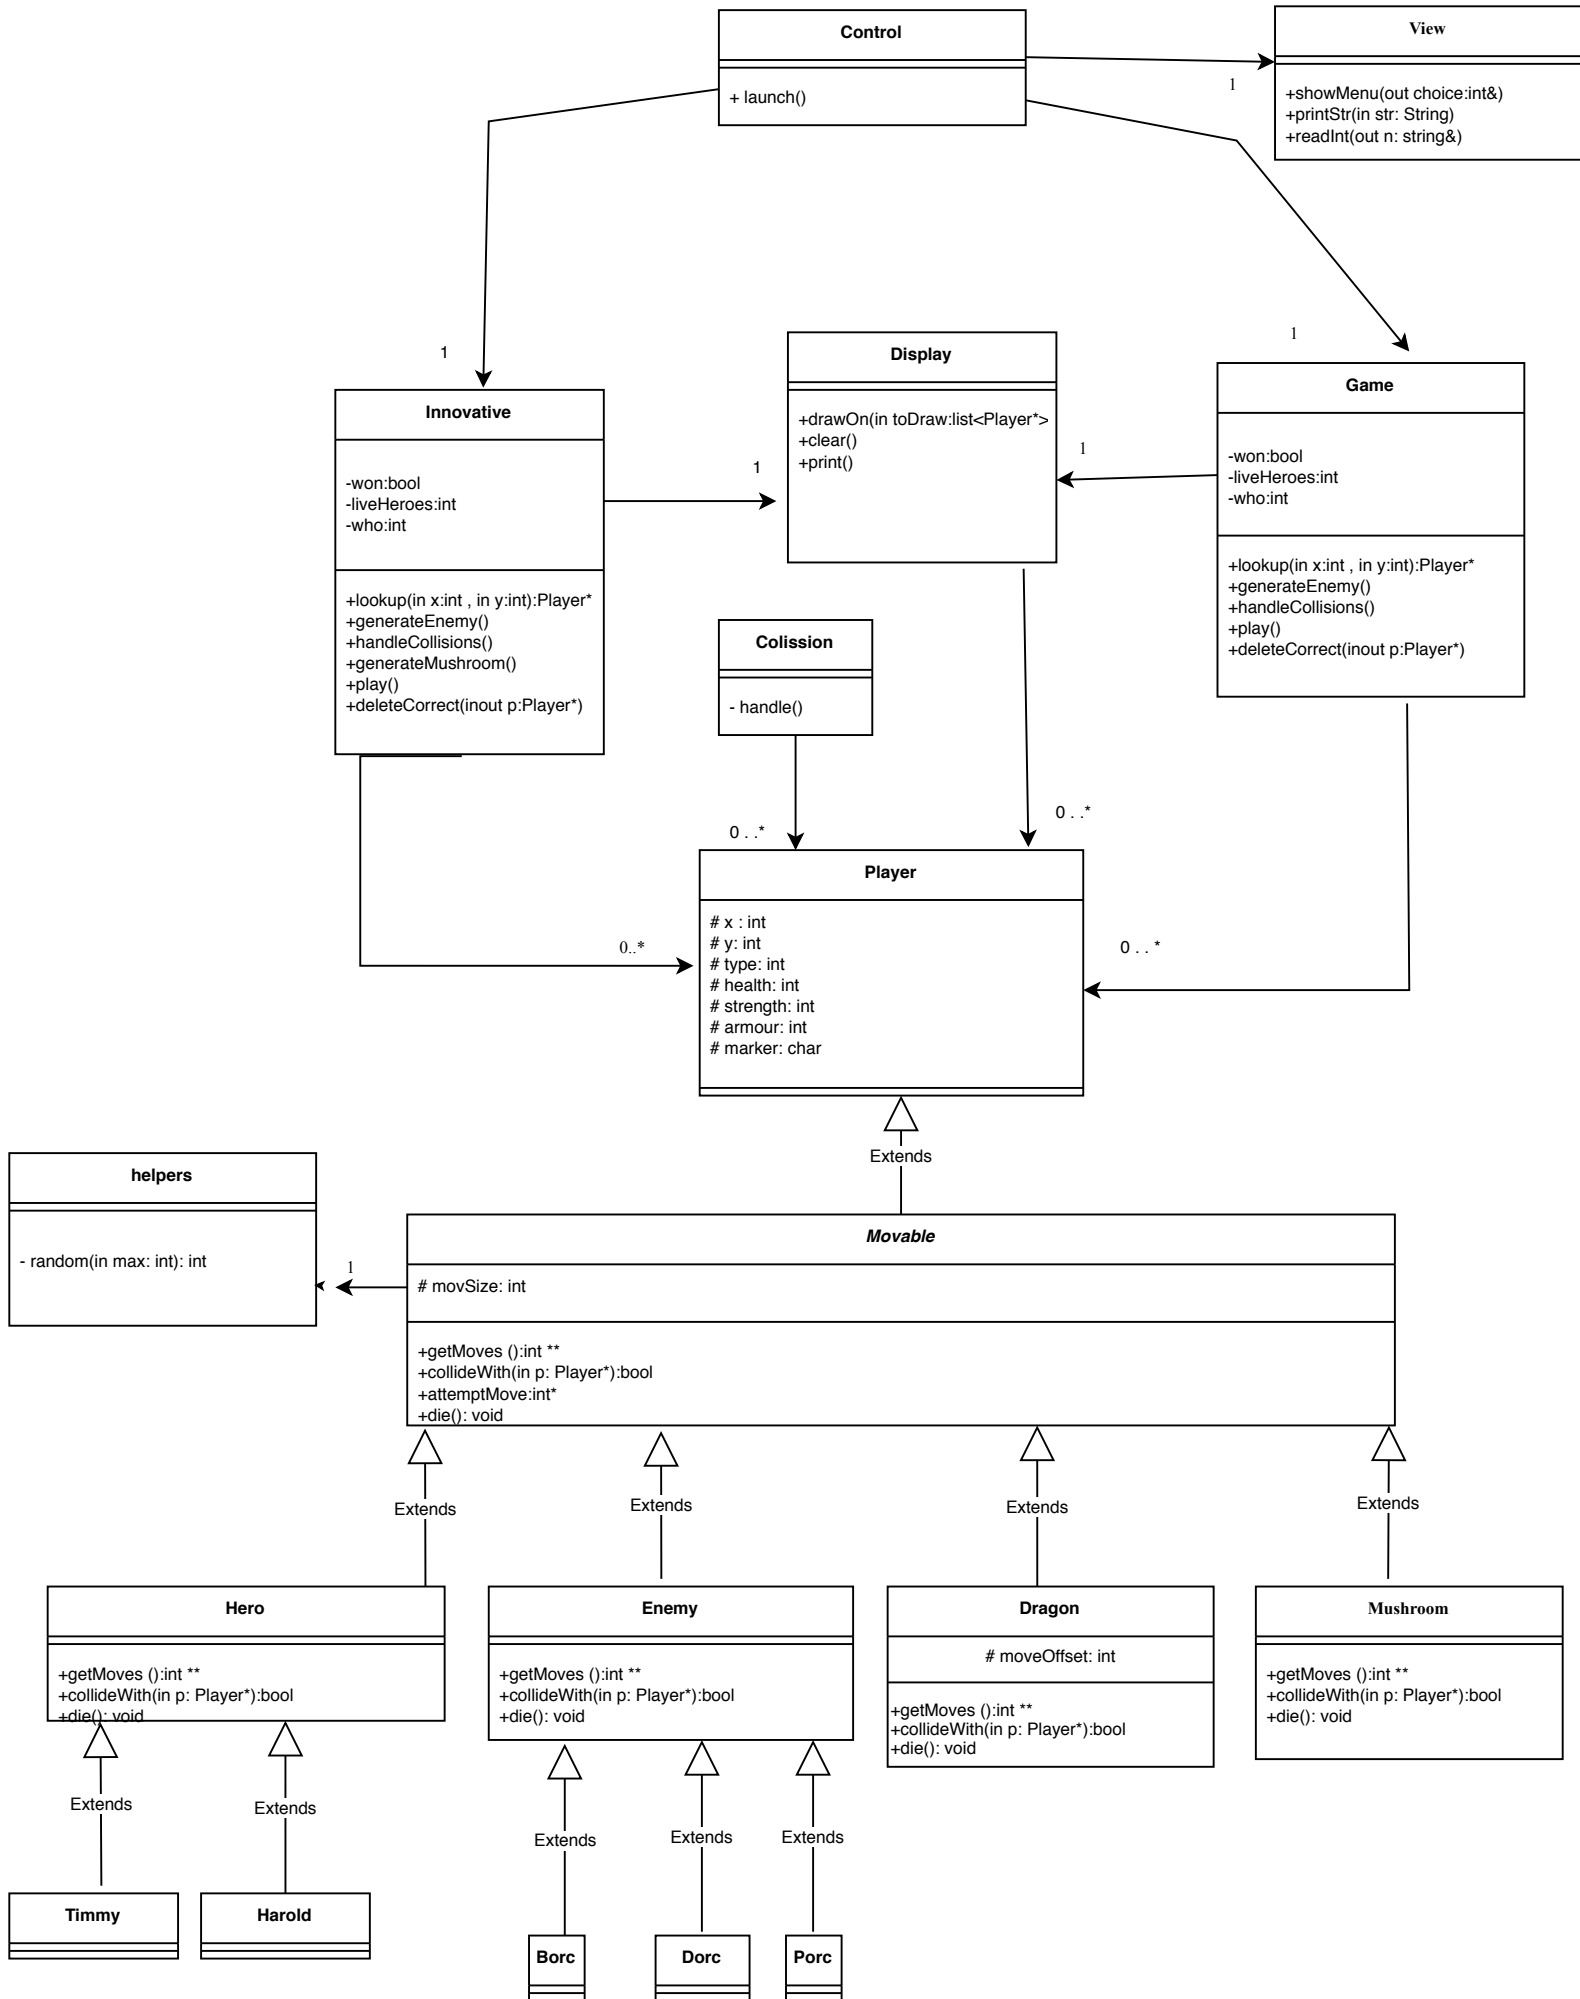 Control
+ launch()
View
+showMenu(out choice:int&)
+printStr(in str: String)
+readInt(out n: string&)
1
1
1
Innovative
-won:bool
-liveHeroes:int
-who:int
+lookup(in x:int , in y:int):Player*
+generateEnemy()
+handleCollisions()
+generateMushroom()
+play()
+deleteCorrect(inout p:Player*)
1
Display
+drawOn(in toDraw:list<Player*>
+clear()
+print()
1
Game
-won:bool
-liveHeroes:int
-who:int
+lookup(in x:int , in y:int):Player*
+generateEnemy()
+handleCollisions()
+play()
+deleteCorrect(inout p:Player*)
Colission
- handle()
0 . .*
0 . .*
0..*
0 . . *
Player
# x : int
# y: int
# type: int
# health: int
# strength: int
# armour: int
# marker: char
Extends
helpers
- random(in max: int): int
1
Movable
# movSize: int
+getMoves ():int **
+collideWith(in p: Player*):bool
+attemptMove:int*
+die(): void
Extends
Extends
Extends
Extends
Hero
+getMoves ():int **
+collideWith(in p: Player*):bool
+die(): void
Enemy
+getMoves ():int **
+collideWith(in p: Player*):bool
+die(): void
Dragon
# moveOffset: int
+getMoves ():int **
+collideWith(in p: Player*):bool
+die(): void
Mushroom
+getMoves ():int **
+collideWith(in p: Player*):bool
+die(): void
Extends
Extends
Extends
Extends
Extends
Timmy
Harold
Borc
Dorc
Porc